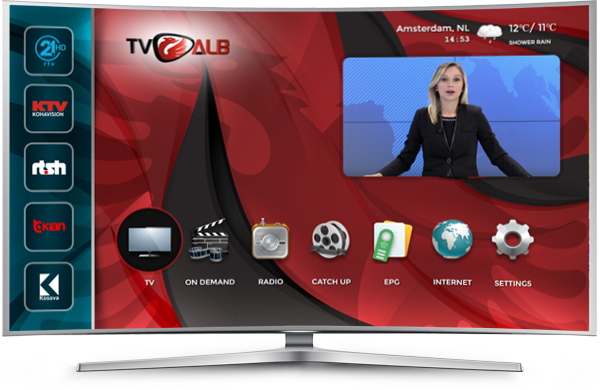 TV ALB
Amsterdam, NL
14:53
12°C/ 11°C
SHOWER RAIN
21 HD
rtv
KTV
KOHAVISION
rtsh
klan
K
Kosova
TV
ON DEMAND
RADIO
CATCH UP
EPG
INTERNET
SETTINGS